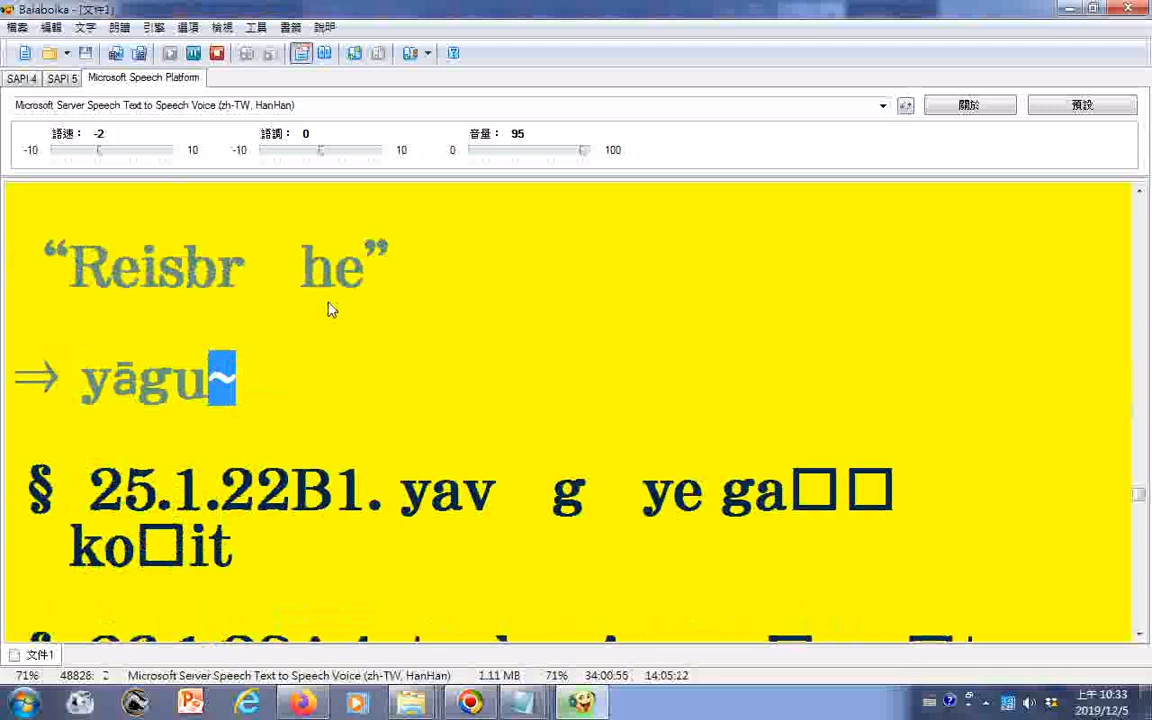 Balabolka - [文件1]
檔案 編輯 文字 朗讀 引擎 選項 檢視 工具 書籤 說明
SAPI 4 SAPI 5 Microsoft Speech Platform
Microsoft Server Speech Text to Speech Voice (zh-TW, HanHan) 關於 預設
語速： -2 語調： 0 音量： 95
-10 10 -10 10 0 100
“Reisbr he”
⇒ yāgu~
§ 25.1.22B1. yav g ye ga□□
ko□it
文件1
71% 48828: 2 Microsoft Server Speech Text to Speech Voice (zh-TW, HanHan) 1.11 MB 71% 34:00:55 14:05:12
上午 10:33
2019/12/5